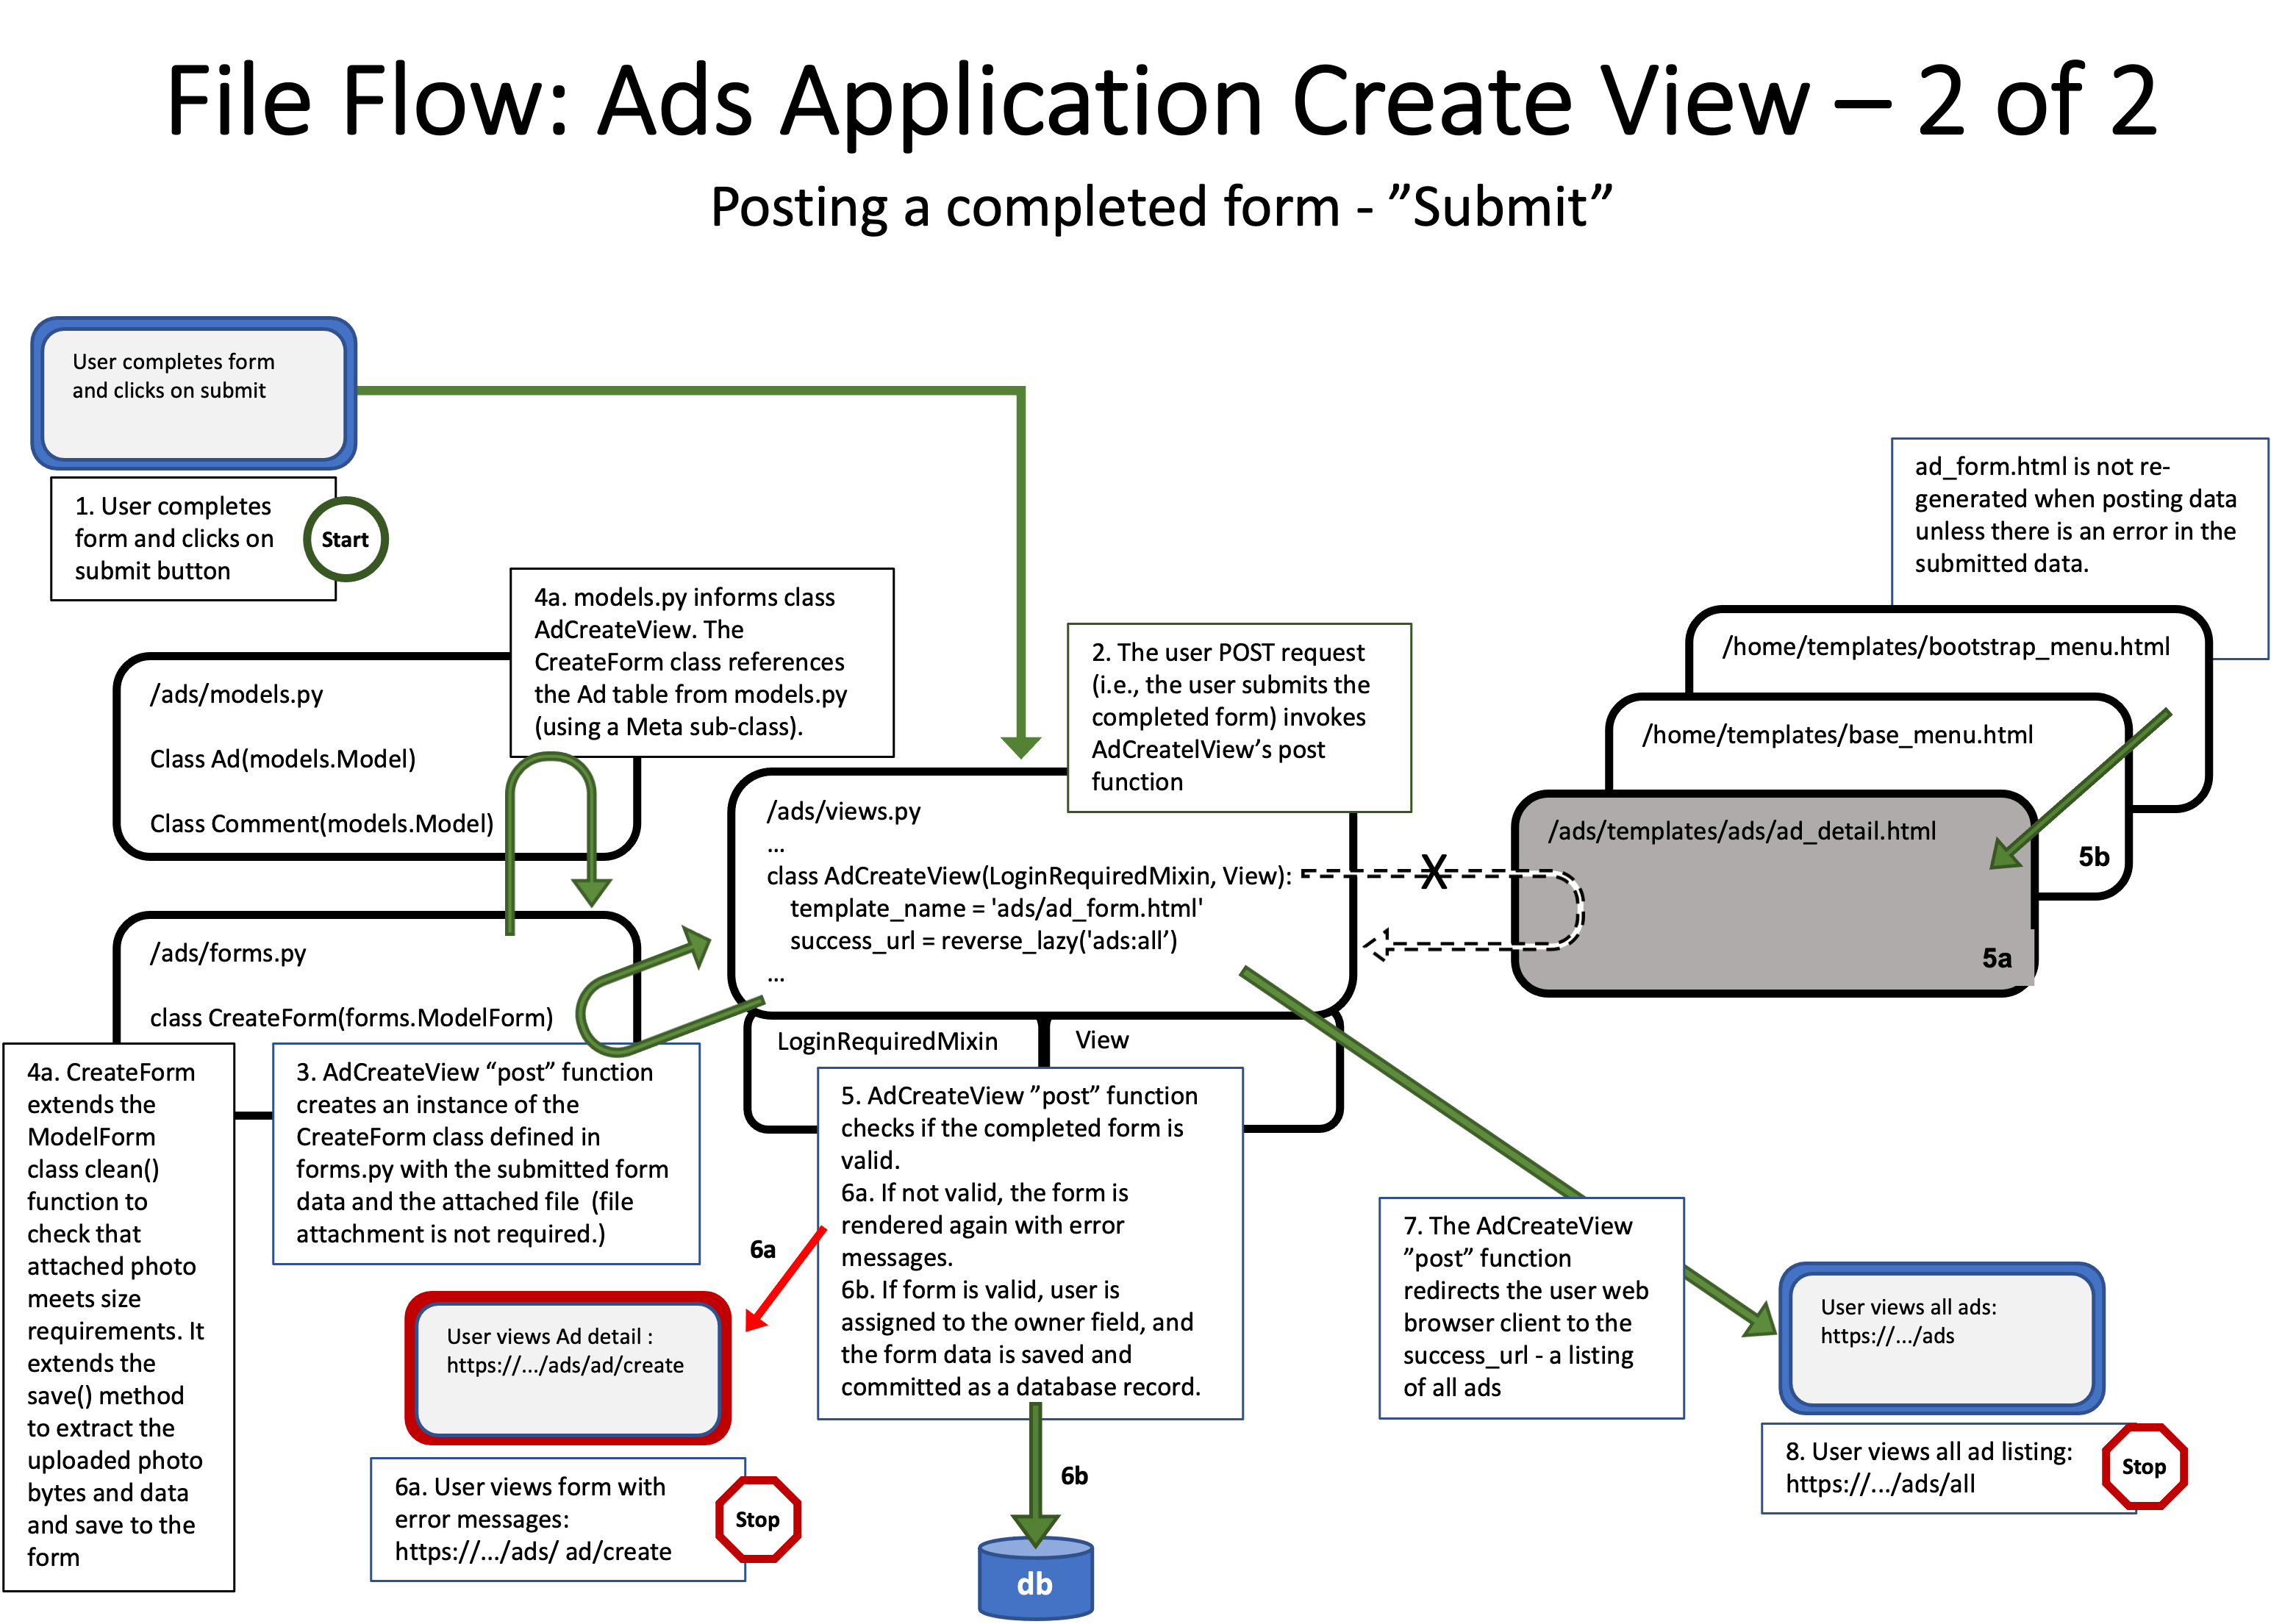 File Flow: Ads Application Create View – 2 of 2
Posting a completed form - ”Submit”
User completes form
and clicks on submit
1. User completes
form and clicks on
submit button
Start
4a. models.py informs class
AdCreateView. The
CreateForm class references
the Ad table from models.py
(using a Meta sub-class).
/ads/models.py
Class Ad(models.Model)
Class Comment(models.Model)
2. The user POST request
(i.e., the user submits the
completed form) invokes
AdCreatelView’s post
function
ad_form.html is not re-
generated when posting data
unless there is an error in the
submitted data.
/home/templates/bootstrap_menu.html
/home/templates/base_menu.html
5b
/ads/templates/ads/ad_detail.html
5a
/ads/views.py
...
class AdCreateView(LoginRequiredMixin, View):
template_name = 'ads/ad_form.html'
success_url = reverse_lazy('ads:all’)
...
X
LoginRequiredMixin
View
/ads/forms.py
class CreateForm(forms.ModelForm)
4a. CreateForm
extends the
ModelForm
class clean()
function to
check that
attached photo
meets size
requirements. It
extends the
save() method
to extract the
uploaded photo
bytes and data
and save to the
form
3. AdCreateView “post” function
creates an instance of the
CreateForm class defined in
forms.py with the submitted form
data and the attached file  (file
attachment is not required.)
5. AdCreateView ”post” function
checks if the completed form is
valid.
6a. If not valid, the form is
rendered again with error
messages.
6b. If form is valid, user is
assigned to the owner field, and
the form data is saved and
committed as a database record.
6a
User views Ad detail :
https://.../ads/ad/create
6a. User views form with
error messages:
https://.../ads/ ad/create
Stop
6b
db
7. The AdCreateView
”post” function
redirects the user web
browser client to the
success_url - a listing
of all ads
User views all ads:
https://.../ads
8. User views all ad listing:
https://.../ads/all
Stop